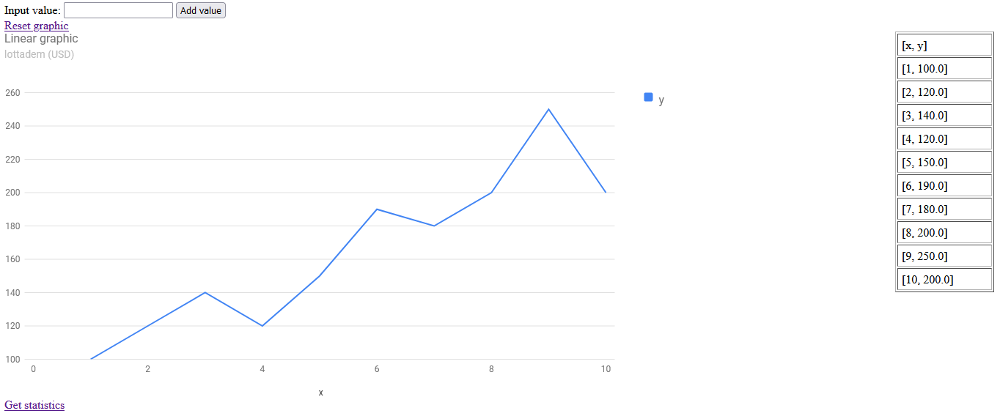 Input value: Add value
Reset graphic
Linear graphic
lottadem (USD)
260
240
220
200
180
160
140
120
100
0 2 4 6 8 10
x
y
[x, y]
[1, 100.0]
[2, 120.0]
[3, 140.0]
[4, 120.0]
[5, 150.0]
[6, 190.0]
[7, 180.0]
[8, 200.0]
[9, 250.0]
[10, 200.0]
Get statistics